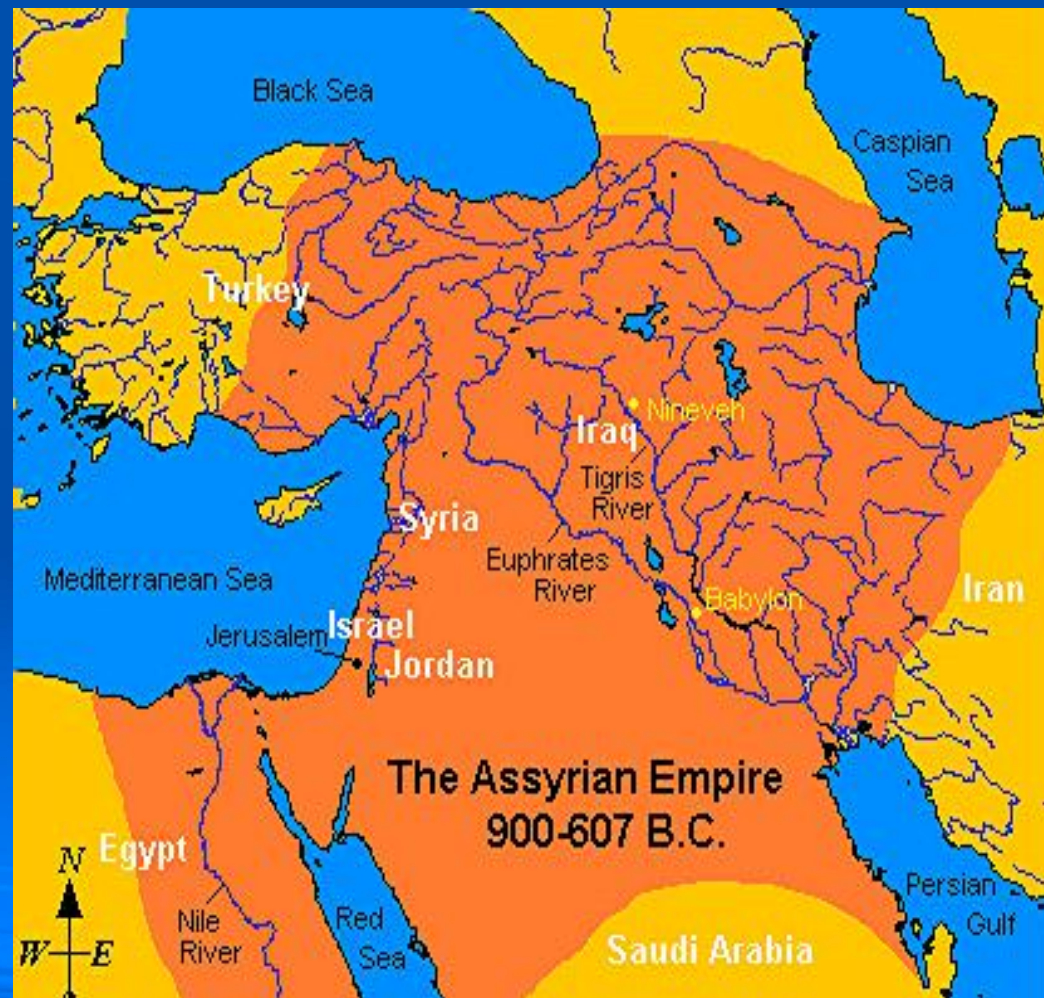 Black Sea
Caspian
Sea
Turkey
Nineveh
Iraq
Tigris
River
Syria
Euphrates
River
Mediterranean Sea
Iran
Babylon
Israel
Jerusalem
Jordan
The Assyrian Empire
900-607 B.C.
Egypt
N
W E
Nile
River
Red
Sea
Persian
Gulf
Saudi Arabia